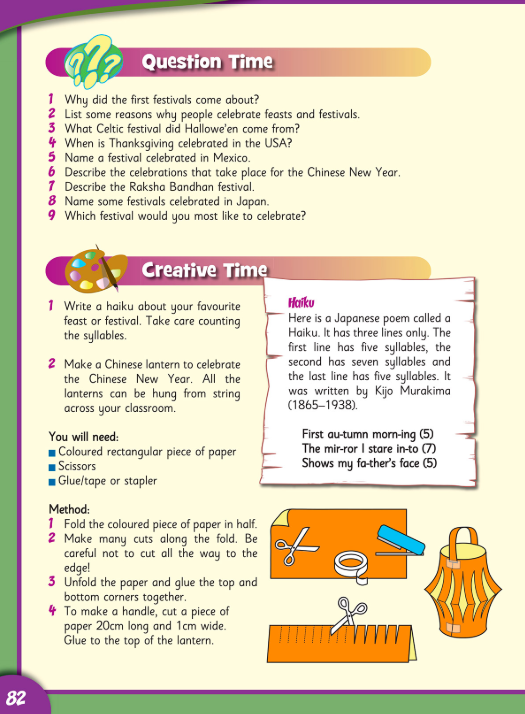 Question Time
1 Why did the first festivals come about?
2 List some reasons why people celebrate feasts and festivals.
3 What Celtic festival did Hallowe'en come from?
4 When is Thanksgiving celebrated in the USA?
5 Name a festival celebrated in Mexico.
6 Describe the celebrations that take place for the Chinese New Year.
7 Describe the Raksha Bandhan festival.
8 Name some festivals celebrated in Japan.
9 Which festival would you most like to celebrate?
Creative Time
1 Write a haiku about your favourite
feast or festival. Take care counting
the syllables.
2 Make a Chinese lantern to celebrate
the Chinese New Year. All the
lanterns can be hung from string
across your classroom.
You will need:
Coloured rectangular piece of paper
Scissors
Glue/tape or stapler
Method:
1 Fold the coloured piece of paper in half.
2 Make many cuts along the fold. Be
careful not to cut all the way to the
edge!
3 Unfold the paper and glue the top and
bottom corners together.
4 To make a handle, cut a piece of
paper 20cm long and 1cm wide.
Glue to the top of the lantern.
Haiku
Here is a Japanese poem called a
Haiku. It has three lines only. The
first line has five syllables, the
second has seven syllables and
the last line has five syllables. It
was written by Kijo Murakima
(1865–1938).
First au-tumn morn-ing (5)
The mir-ror I stare in-to (7)
Shows my fa-ther's face (5)
82